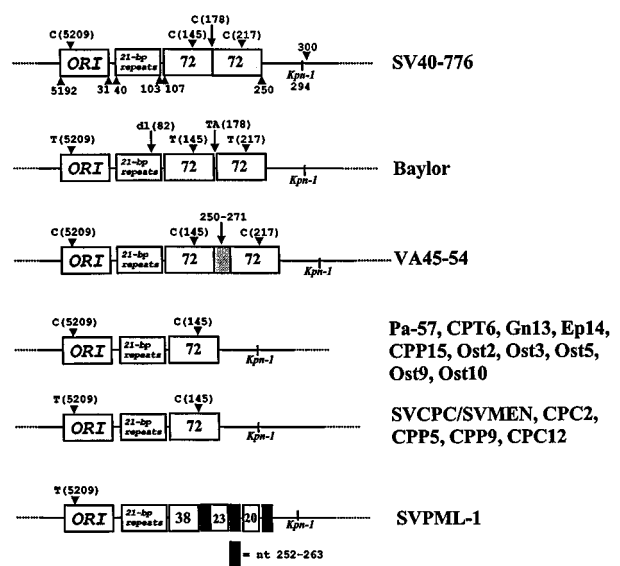 C(178)
C(5209) C(145) C(217) 300
ORI 21-bp repeats 72 72 Kpn-1 SV40-776
5192 31 40 103 107 250 294
dl(82) TA(178)
T(5209) T(145) T(217)
ORI 21-bp repeats 72 72 Kpn-1 Baylor
250-271
C(5209) C(145) C(217)
ORI 21-bp repeats 72 72 Kpn-1 VA45-54
C(5209) C(145)
ORI 21-bp repeats 72 Kpn-1
Pa-57, CPT6, Gn13, Ep14,
CPP15, Ost2, Ost3, Ost5,
Ost9, Ost10
T(5209) C(145)
ORI 21-bp repeats 72 Kpn-1
SVCPC/SVMEN, CPC2,
CPP5, CPP9, CPC12
T(5209)
ORI 21-bp repeats 38 23 20 Kpn-1 SVPML-1
= nt 252-263